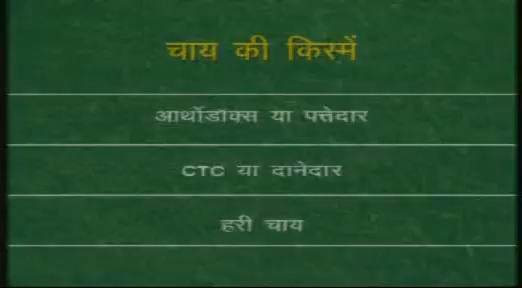 चाय की किस्में
आर्थोडॉक्स या पत्तेदार
CTC या दानेदार
हरी चाय